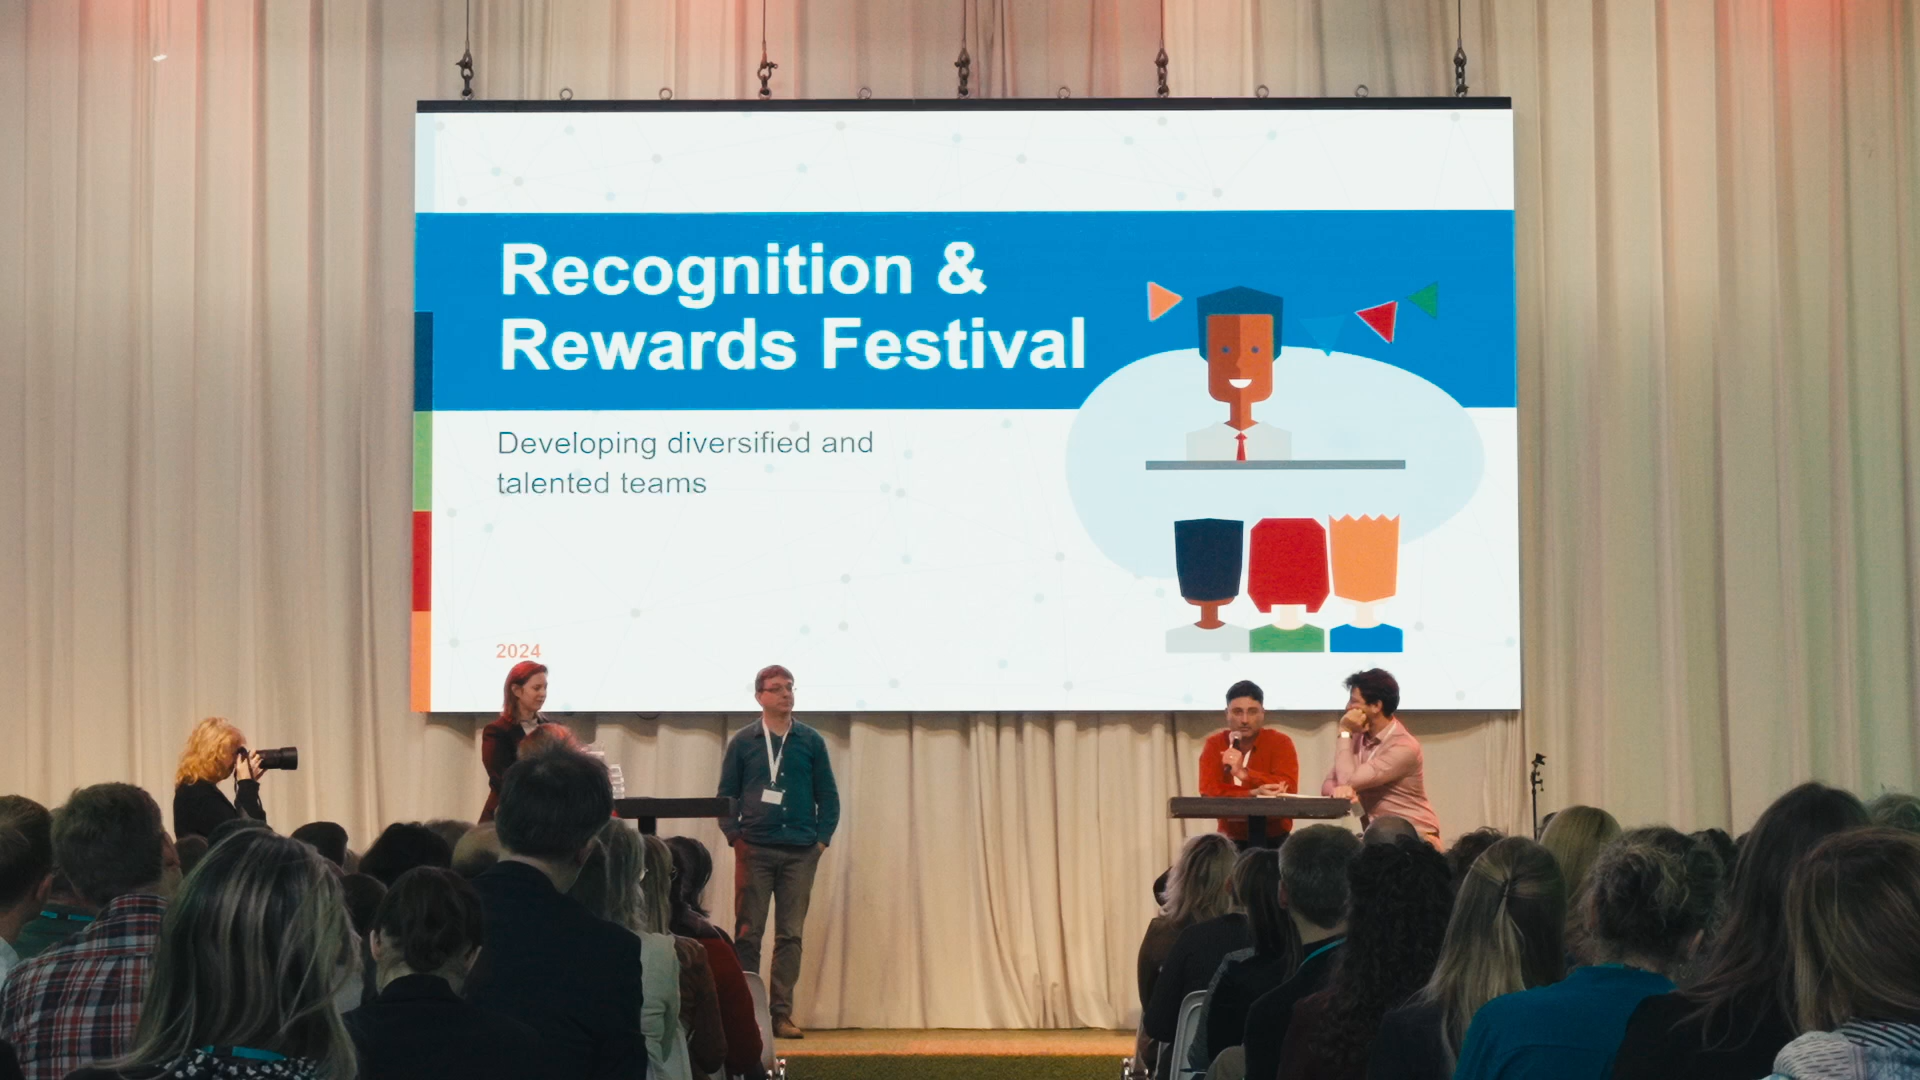 Recognition &
Rewards Festival
Developing diversified and
talented teams
2024